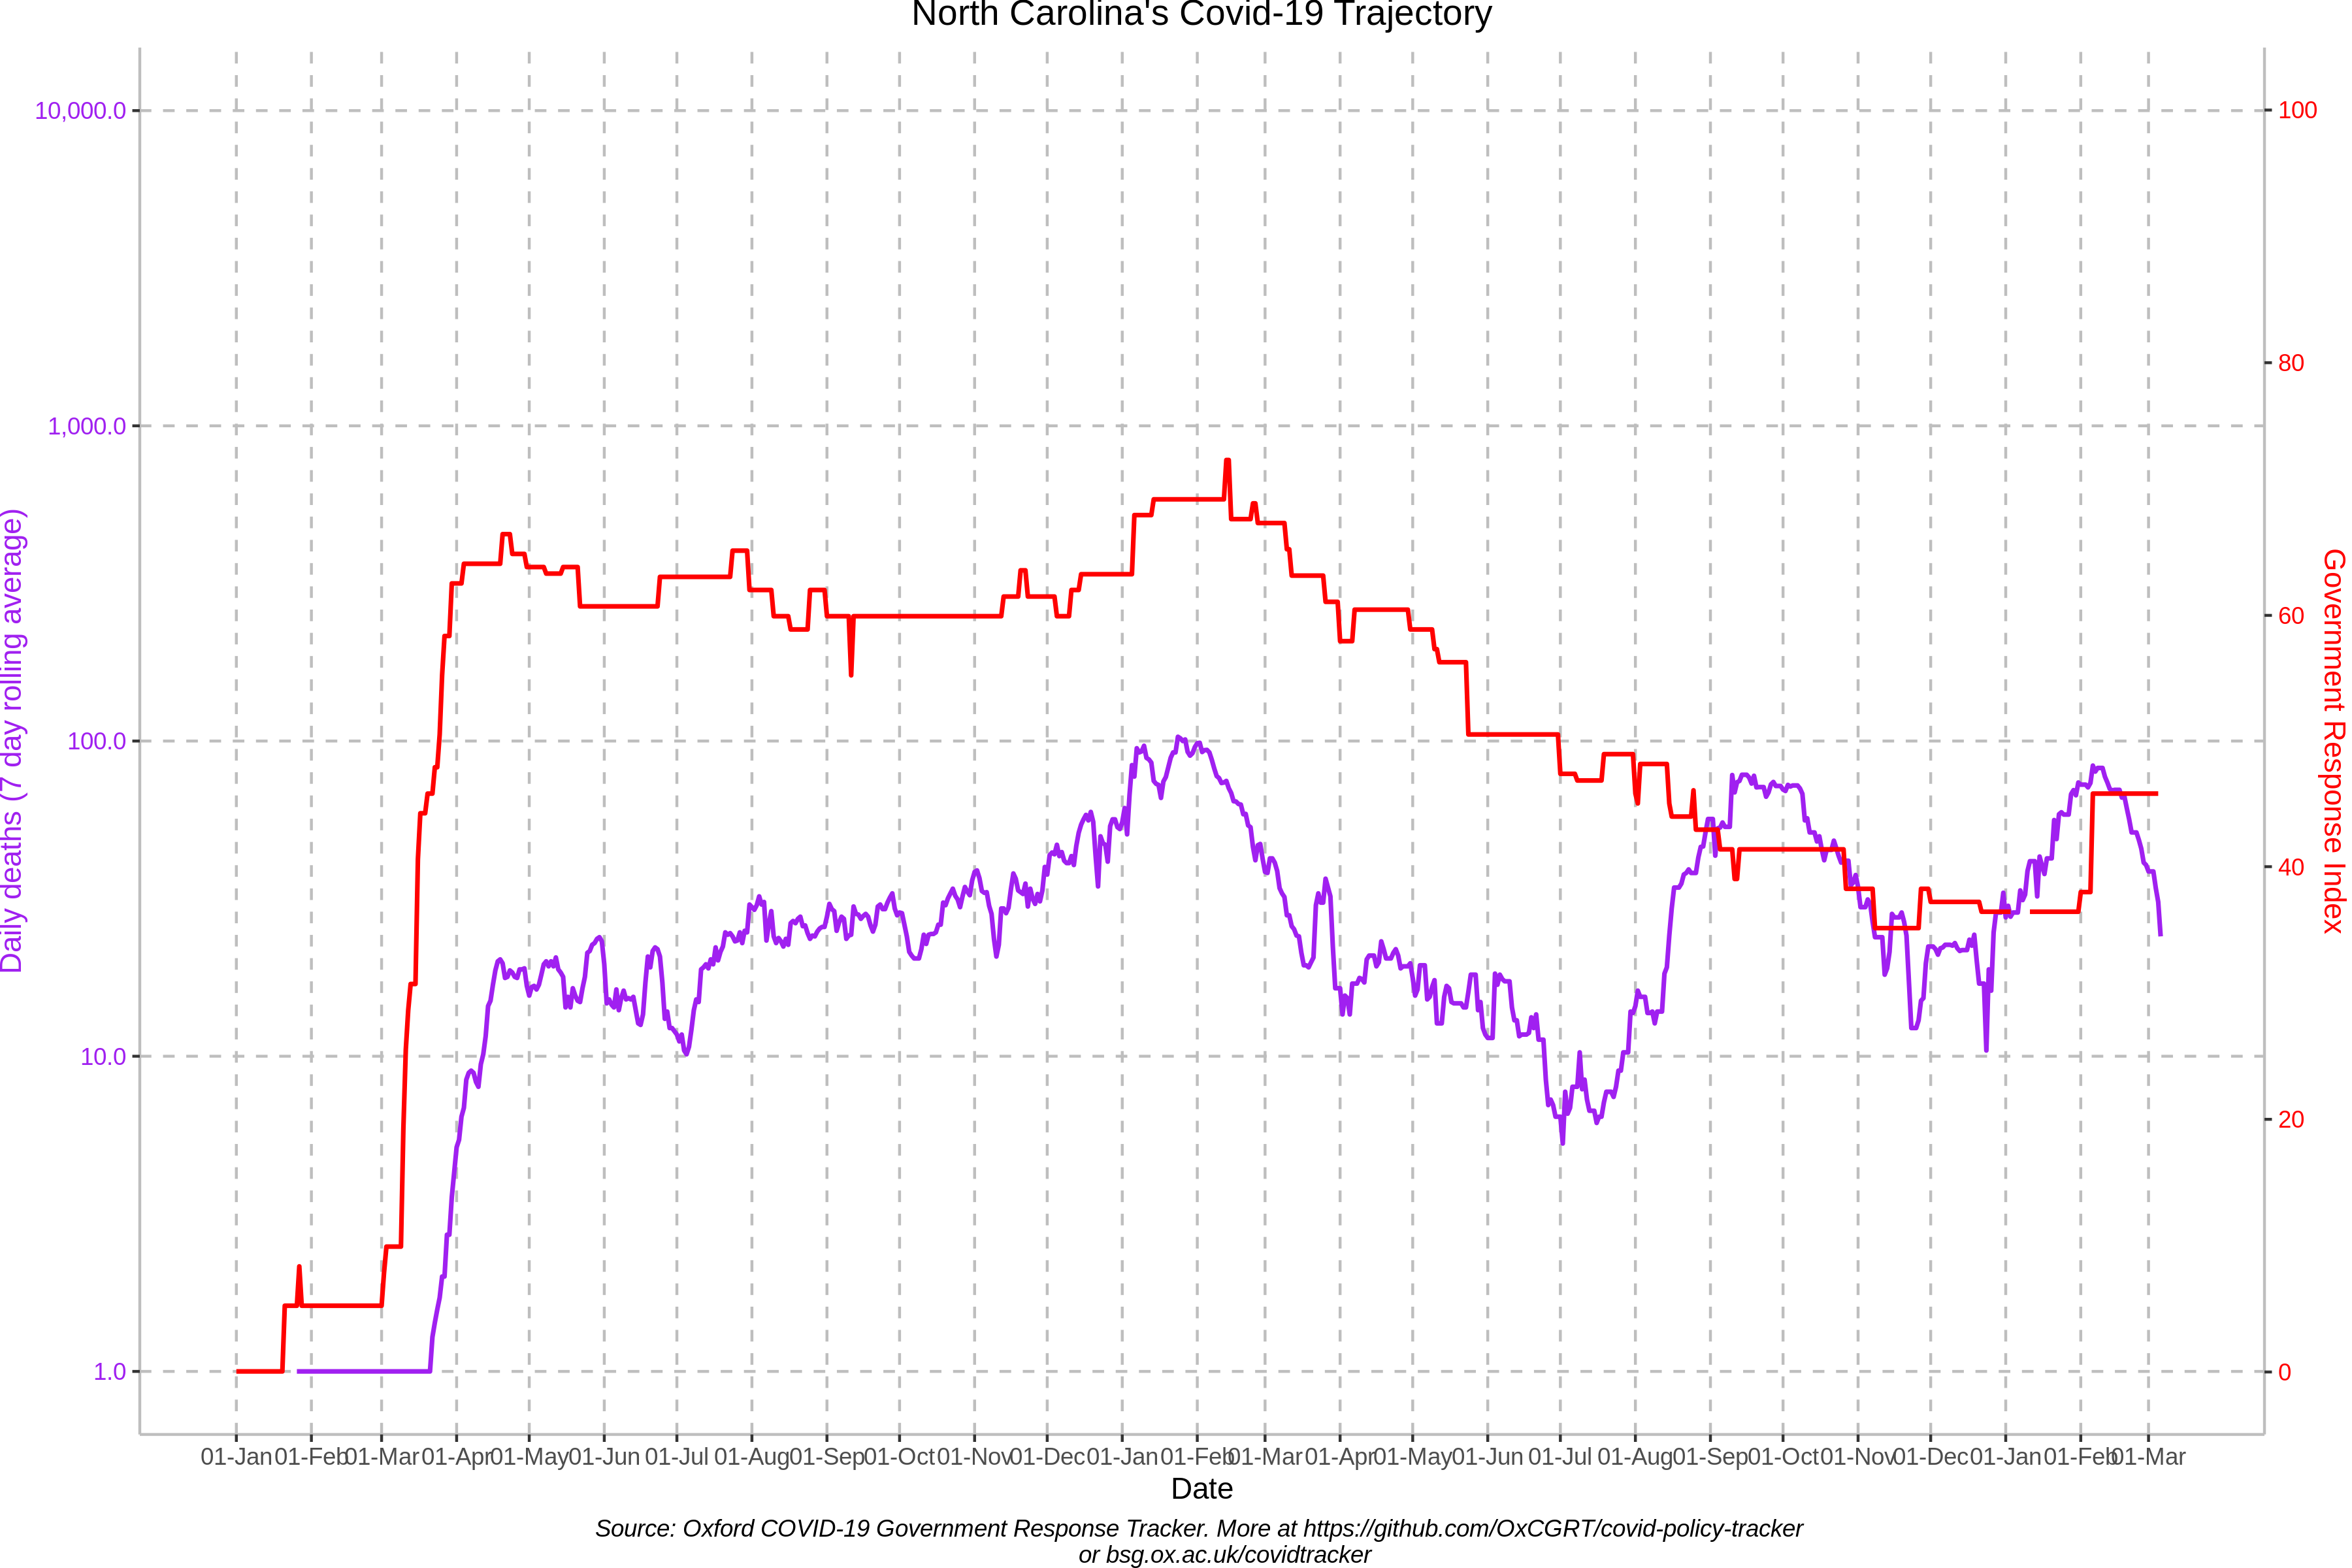 North Carolina's Covid-19 Trajectory
10,000.0
1,000.0
100.0
10.0
1.0
Daily deaths (7 day rolling average)
100
80
60
40
20
0
Government Response Index
01-Jan 01-Feb 01-Mar 01-Apr 01-May 01-Jun 01-Jul 01-Aug 01-Sep 01-Oct 01-Nov 01-Dec 01-Jan 01-Feb 01-Mar 01-Apr 01-May 01-Jun 01-Jul 01-Aug 01-Sep 01-Oct 01-Nov 01-Dec 01-Jan 01-Feb 01-Mar
Date
Source: Oxford COVID-19 Government Response Tracker. More at https://github.com/OxCGRT/covid-policy-tracker
or bsg.ox.ac.uk/covidtracker